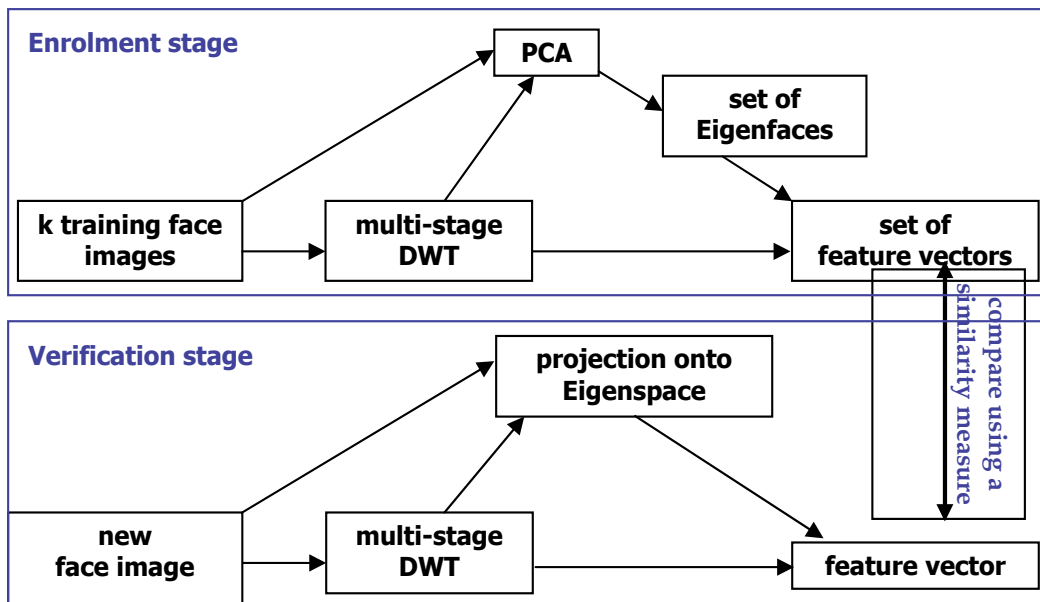 Enrolment stage
PCA
set of
Eigenfaces
k training face
images
multi-stage
DWT
set of
feature vectors
compare using a
similarity measure
Verification stage
projection onto
Eigenspace
new
face image
multi-stage
DWT
feature vector